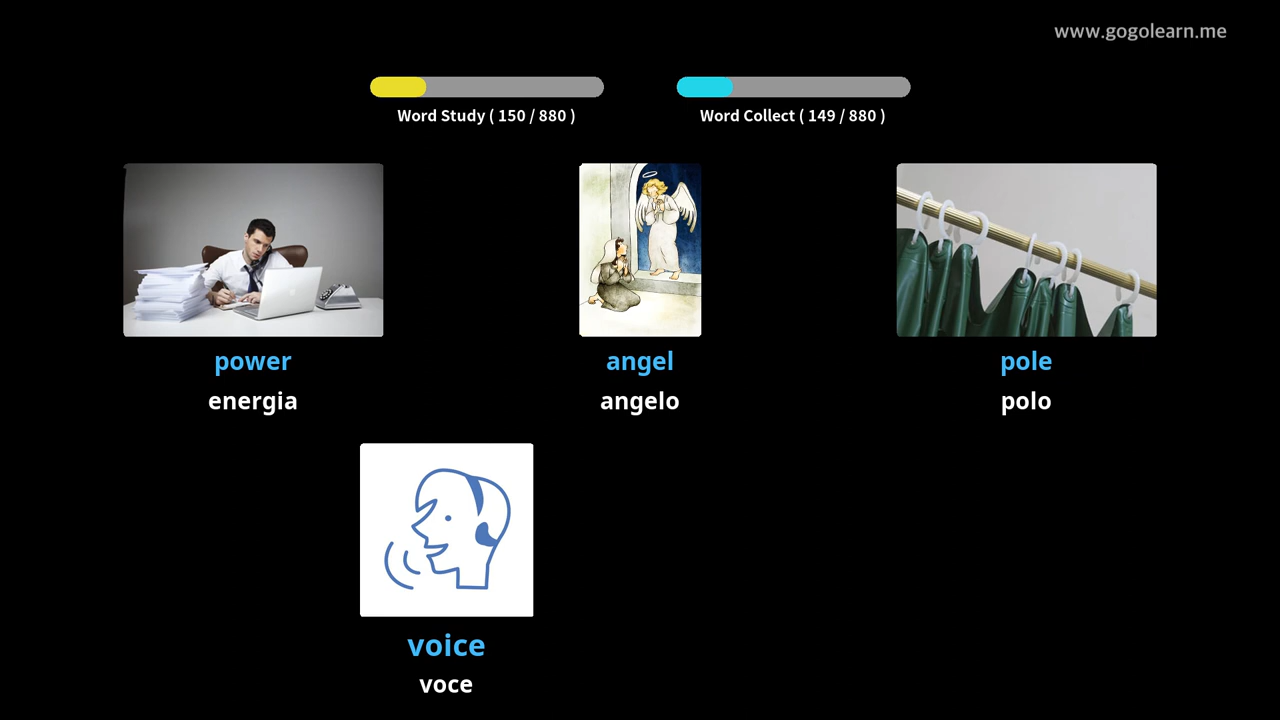 www.gogolearn.me
Word Study ( 150 / 880 )
Word Collect ( 149 / 880 )
power
energia
angel
angelo
pole
polo
voice
voce